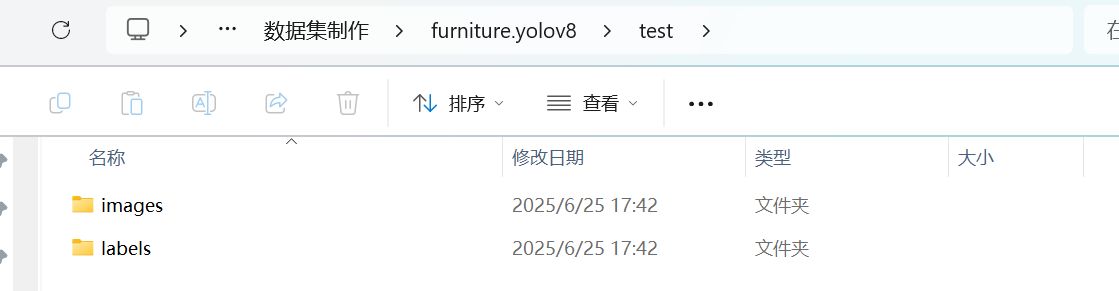 数据集制作 furniture.yolov8 test 在
排序 查看
名称 修改日期 类型 大小
images 2025/6/25 17:42 文件夹
labels 2025/6/25 17:42 文件夹